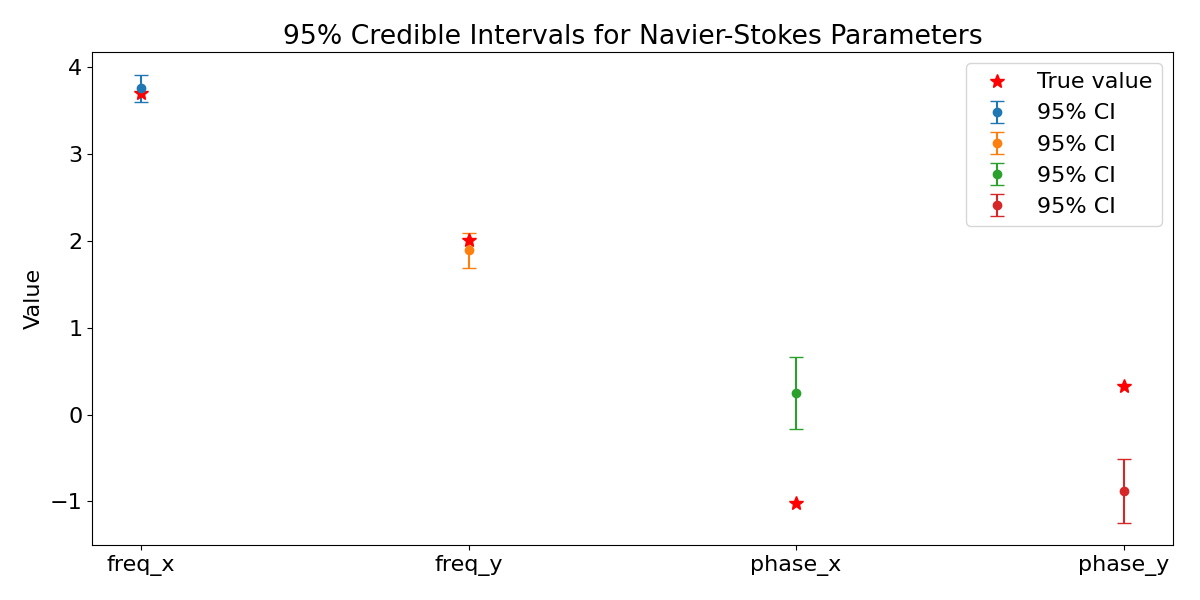 95% Credible Intervals for Navier-Stokes Parameters
4
3
2
1
0
−1
Value
freq_x
freq_y
phase_x
phase_y
True value
95% CI
95% CI
95% CI
95% CI